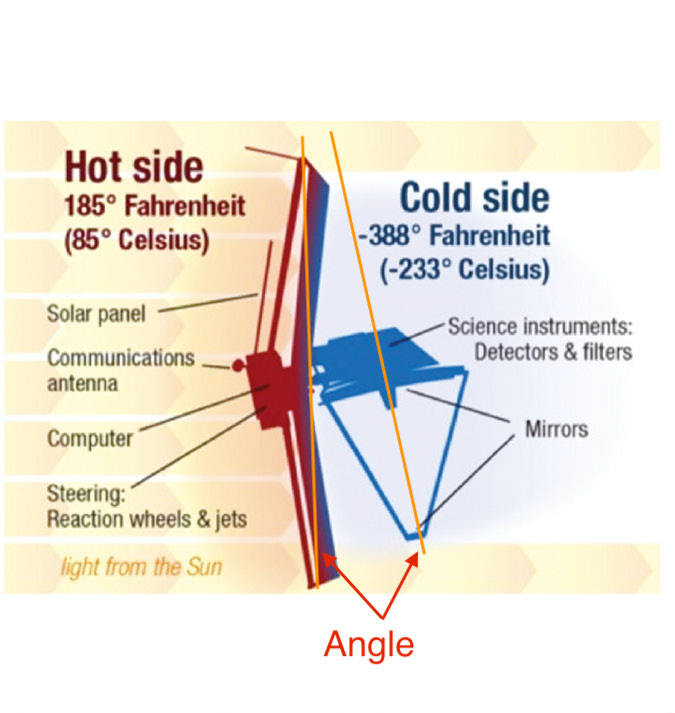 Hot side
185° Fahrenheit
(85° Celsius)
Cold side
-388° Fahrenheit
(-233° Celsius)
Solar panel
Communications
antenna
Computer
Steering:
Reaction wheels & jets
Science instruments:
Detectors & filters
Mirrors
light from the Sun
Angle